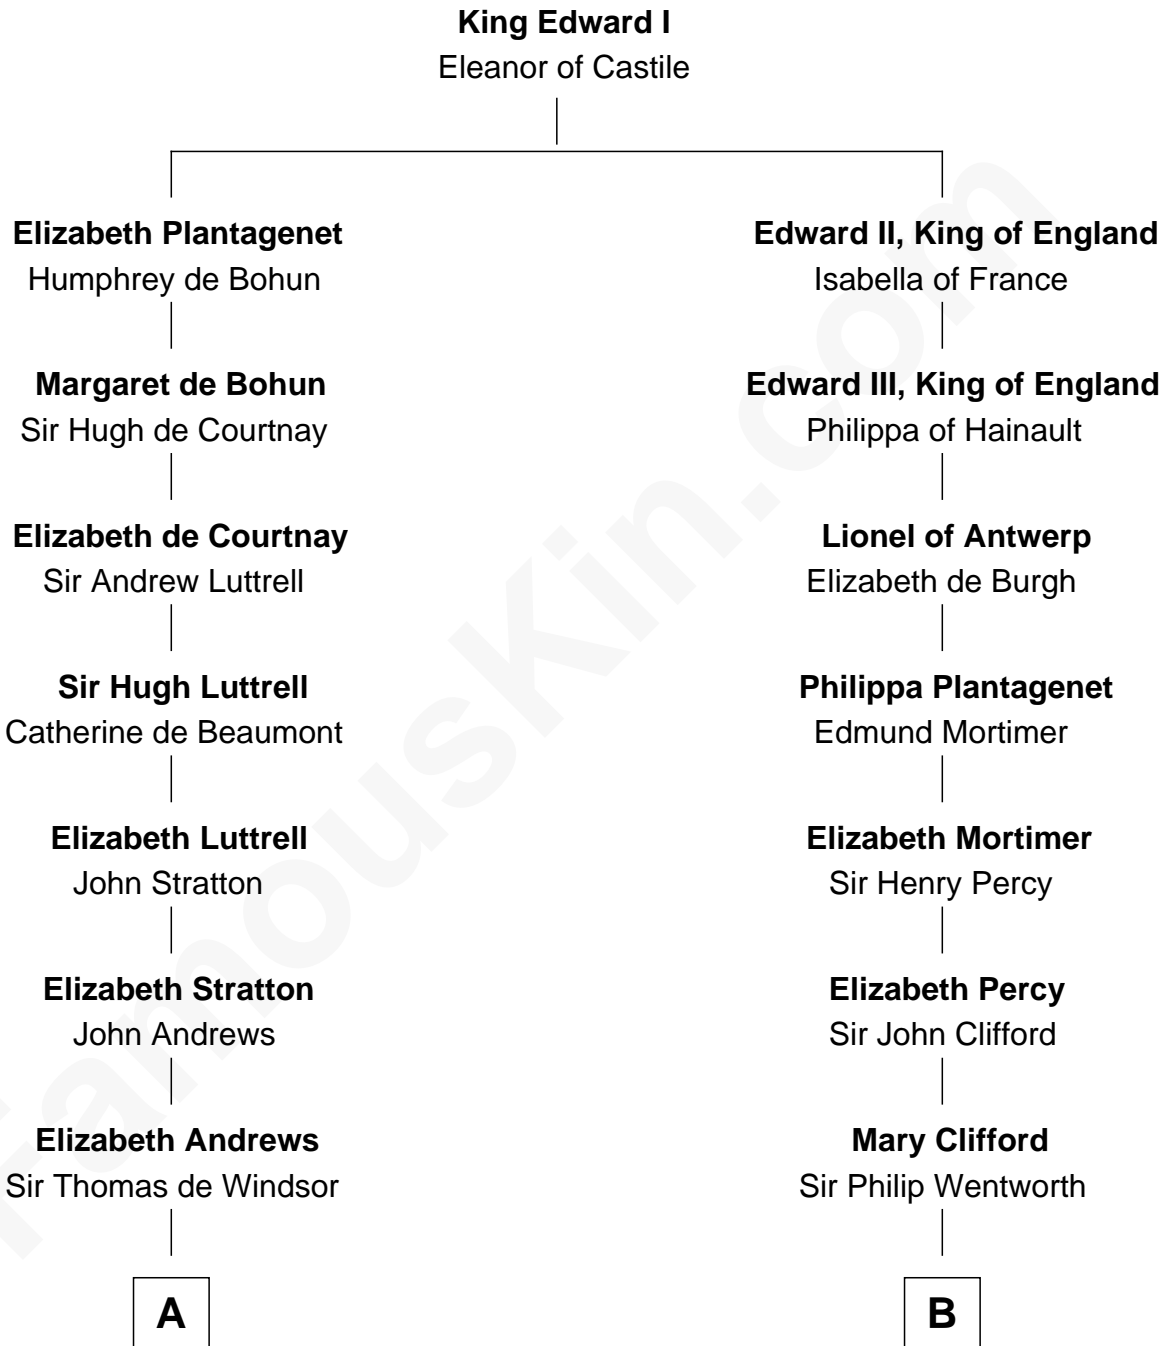 King Edward I
Eleanor of Castile
Elizabeth Plantagenet
Humphrey de Bohun
Edward II, King of England
Isabella of France
Margaret de Bohun
Sir Hugh de Courtnay
Edward III, King of England
Philippa of Hainault
Elizabeth de Courtnay
Sir Andrew Luttrell
Lionel of Antwerp
Elizabeth de Burgh
Sir Hugh Luttrell
Catherine de Beaumont
Philippa Plantagenet
Edmund Mortimer
Elizabeth Luttrell
John Stratton
Elizabeth Mortimer
Sir Henry Percy
Elizabeth Stratton
John Andrews
Elizabeth Percy
Sir John Clifford
Elizabeth Andrews
Sir Thomas de Windsor
Mary Clifford
Sir Philip Wentworth
A
B
FamousKin.com